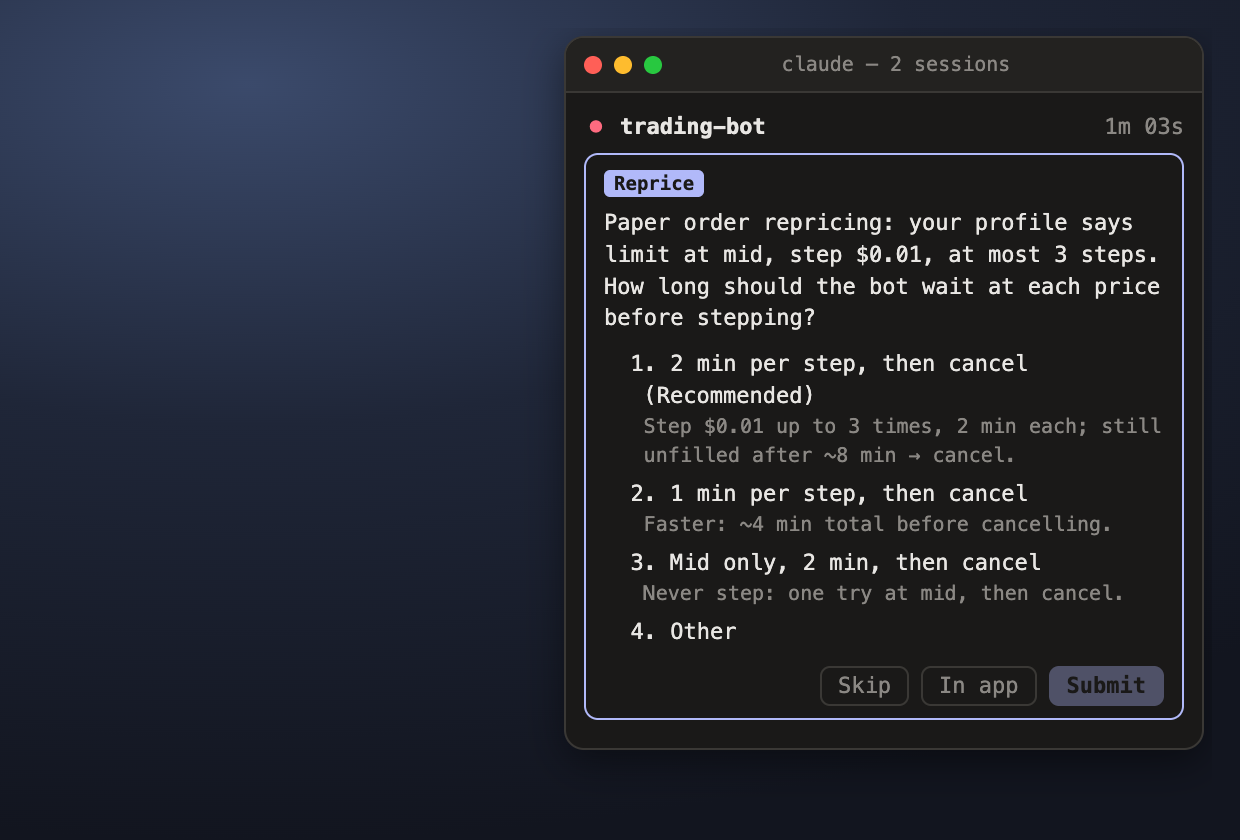 claude — 2 sessions
trading-bot
1m 03s
Reprice
Paper order repricing: your profile says
limit at mid, step $0.01, at most 3 steps.
How long should the bot wait at each price
before stepping?
1. 2 min per step, then cancel
(Recommended)
Step $0.01 up to 3 times, 2 min each; still
unfilled after ~8 min → cancel.
2. 1 min per step, then cancel
Faster: ~4 min total before cancelling.
3. Mid only, 2 min, then cancel
Never step: one try at mid, then cancel.
4. Other
Skip
In app
Submit